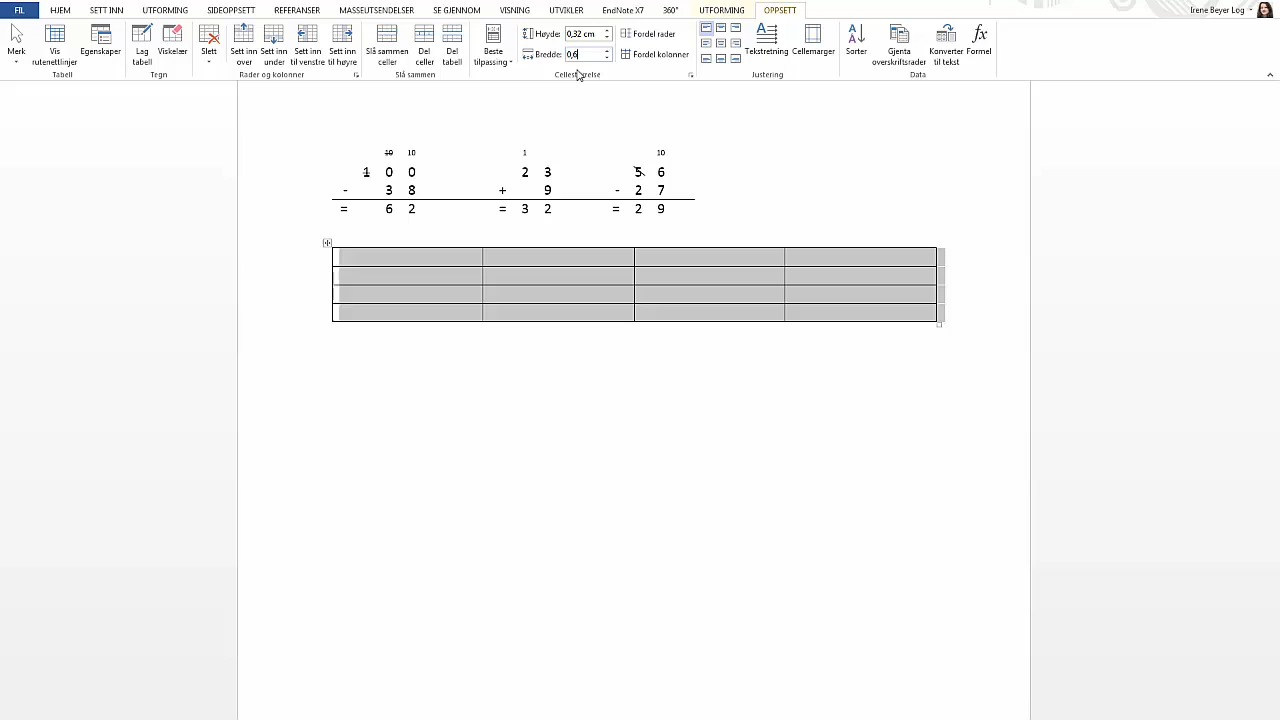 FIL HJEM SETT INN UTFORMING SIDEOPPSETT REFERANSER MASSEUTSENDELSER SE GJENNOM VISNING UTVIKLER EndNote X7 360° UTFORMING OPPSETT Irene Beyer Log
Merk
Vis rutenettlinjer
Egenskaper
Tabell
Lag tabell
Viskelær
Tegn
Slett
Sett inn over
Sett inn under
Sett inn til venstre
Sett inn til høyre
Rader og kolonner
Slå sammen celler
Del celler
Del tabell
Slå sammen
Beste tilpasning
Høyde: 0,32 cm
Bredde: 0,6
Fordel rader
Fordel kolonner
Cellestørrelse
Tekstretning
Cellemarger
Justering
Sorter
Gjenta overskriftsrader
Konverter til tekst
fx
Formel
Data
10 10 1 10
1 0 0 2 3 5 6
- 3 8 + 9 - 2 7
= 6 2 = 3 2 = 2 9